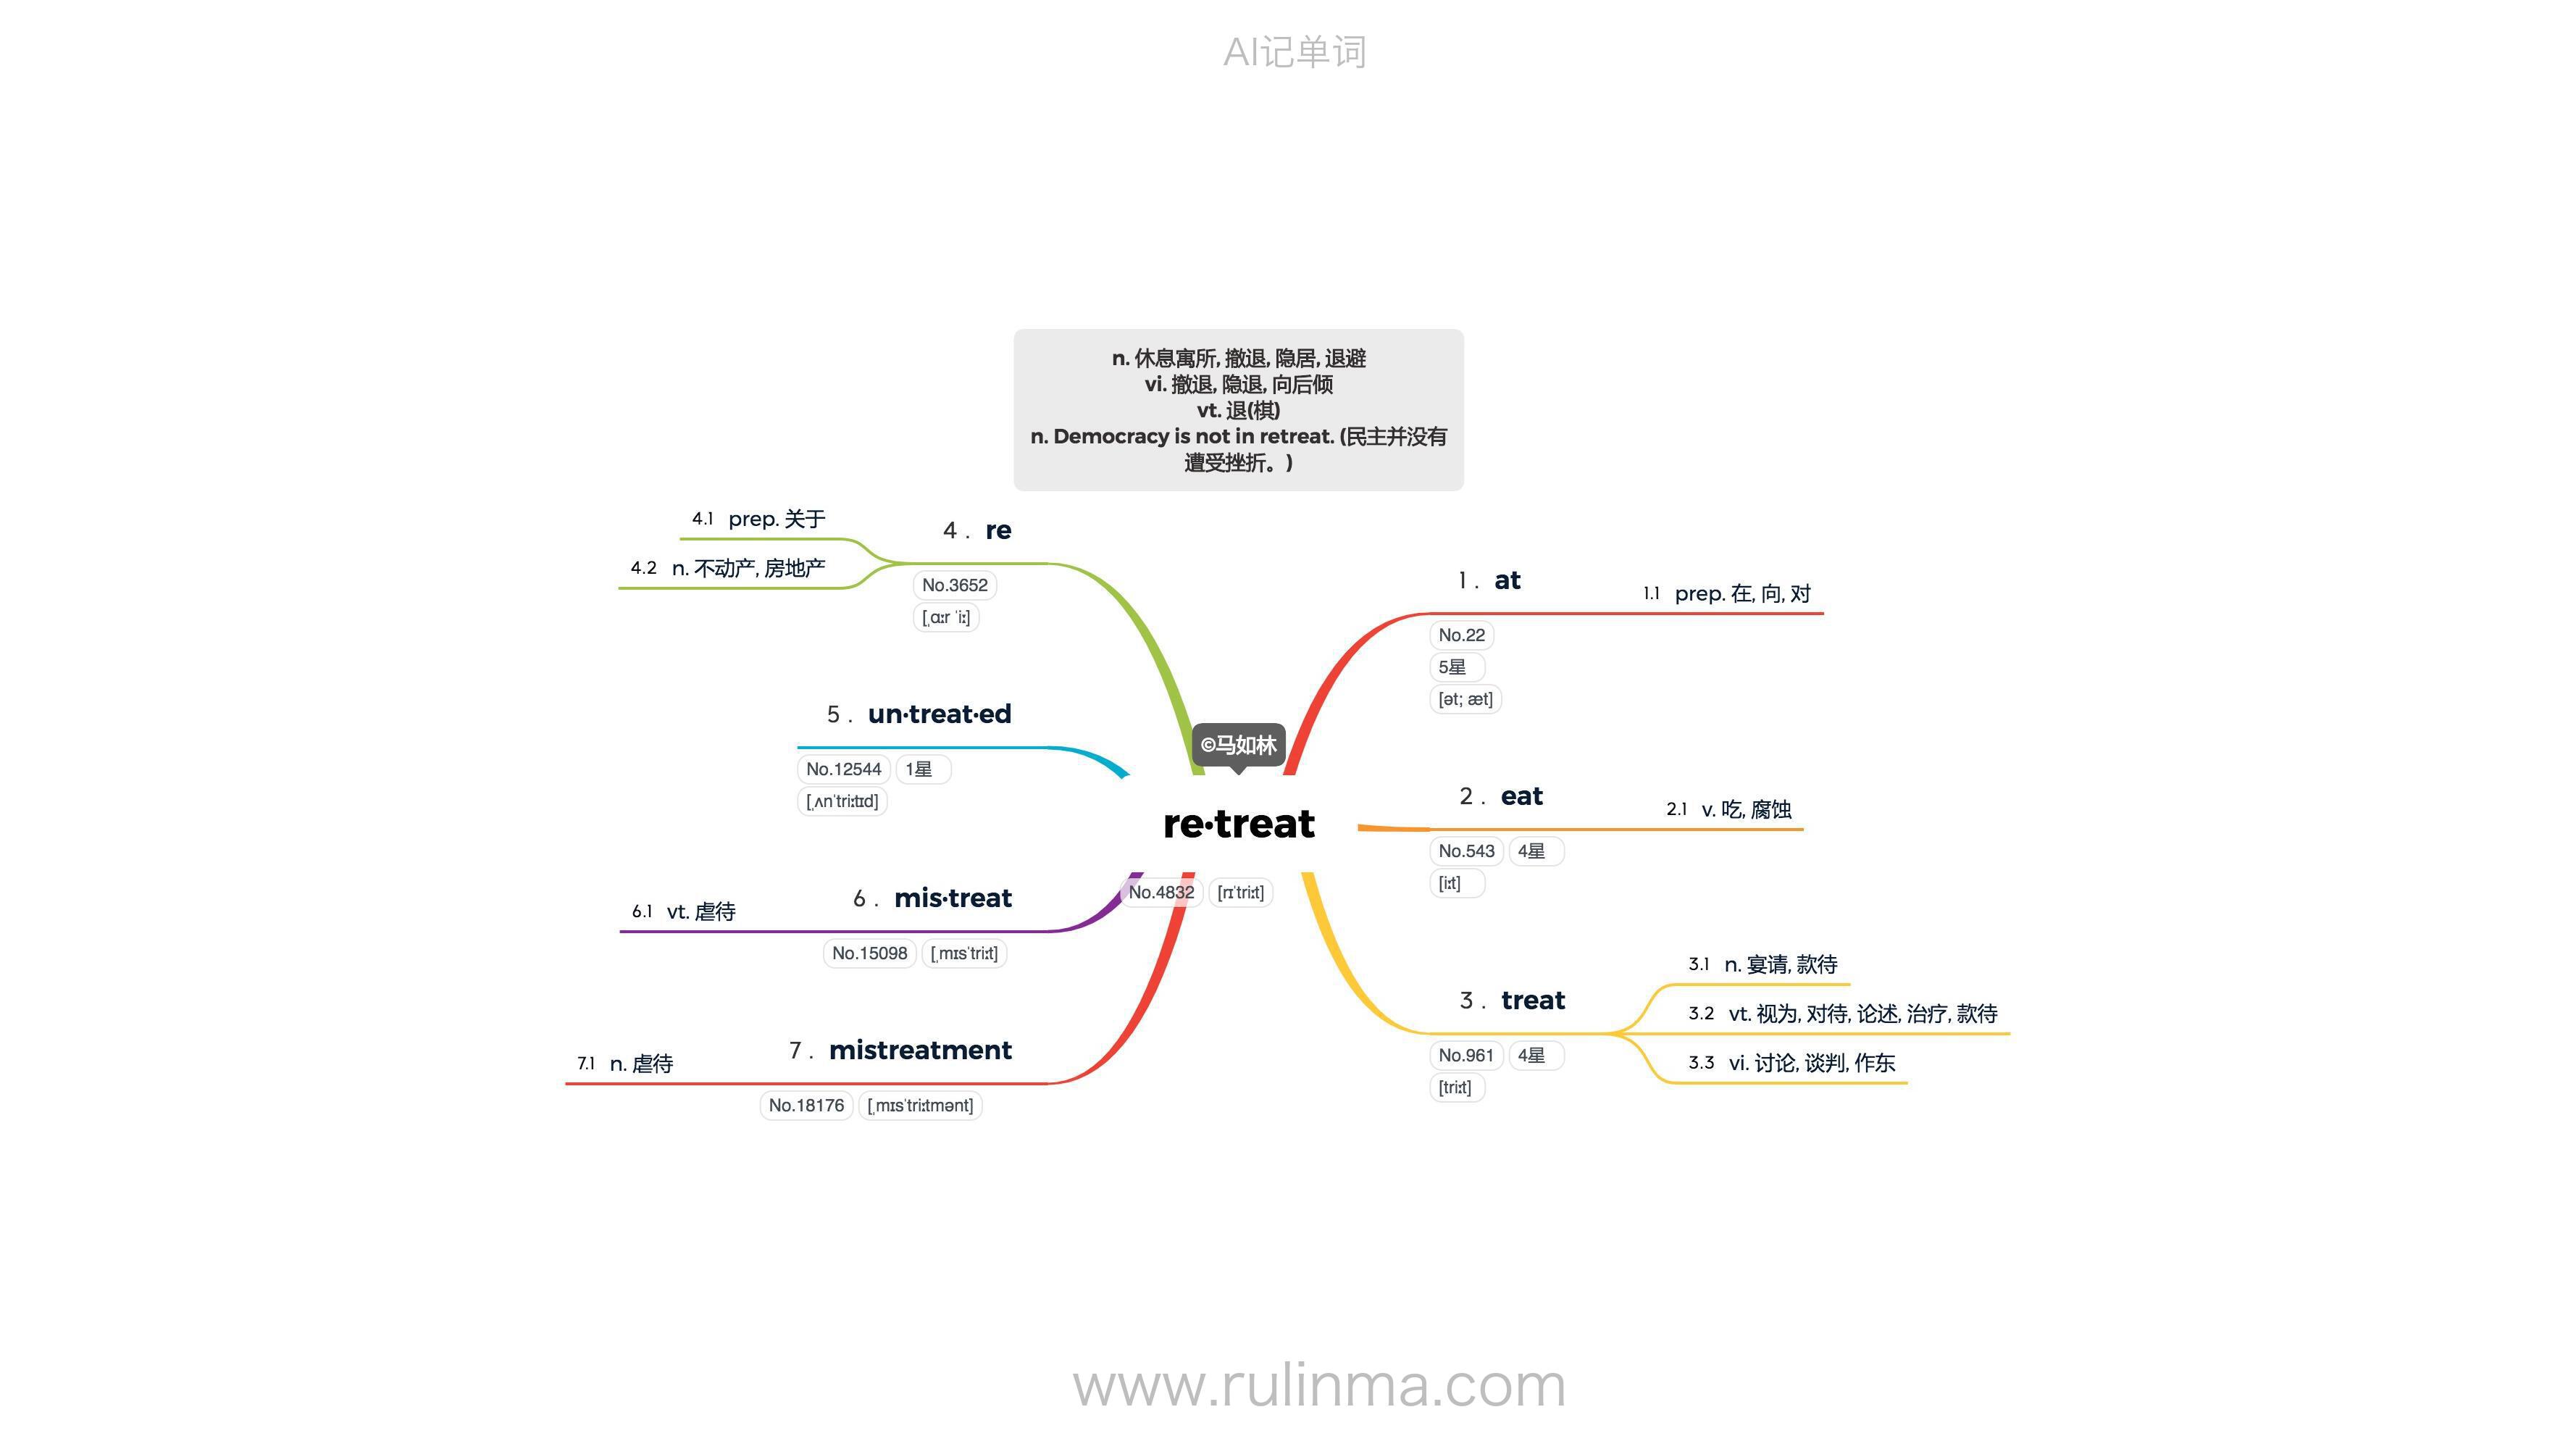 AI记单词
n. 休息寓所, 撤退, 隐居, 退避
vi. 撤退, 隐退, 向后倾
vt. 退(棋)
n. Democracy is not in retreat. (民主并没有
遭受挫折。)
©马如林
re·treat
No.4832 [rɪˈtriːt]
1 . at
No.22
5星
[ət; æt]
1.1 prep. 在, 向, 对
2 . eat
No.543 4星
[iːt]
2.1 v. 吃, 腐蚀
3 . treat
No.961 4星
[triːt]
3.1 n. 宴请, 款待
3.2 vt. 视为, 对待, 论述, 治疗, 款待
3.3 vi. 讨论, 谈判, 作东
4 . re
No.3652
[ˌɑːr ˈiː]
4.1 prep. 关于
4.2 n. 不动产, 房地产
5 . un·treat·ed
No.12544 1星
[ˌʌnˈtriːtɪd]
6 . mis·treat
No.15098 [ˌmɪsˈtriːt]
6.1 vt. 虐待
7 . mistreatment
No.18176 [ˌmɪsˈtriːtmənt]
7.1 n. 虐待
www.rulinma.com